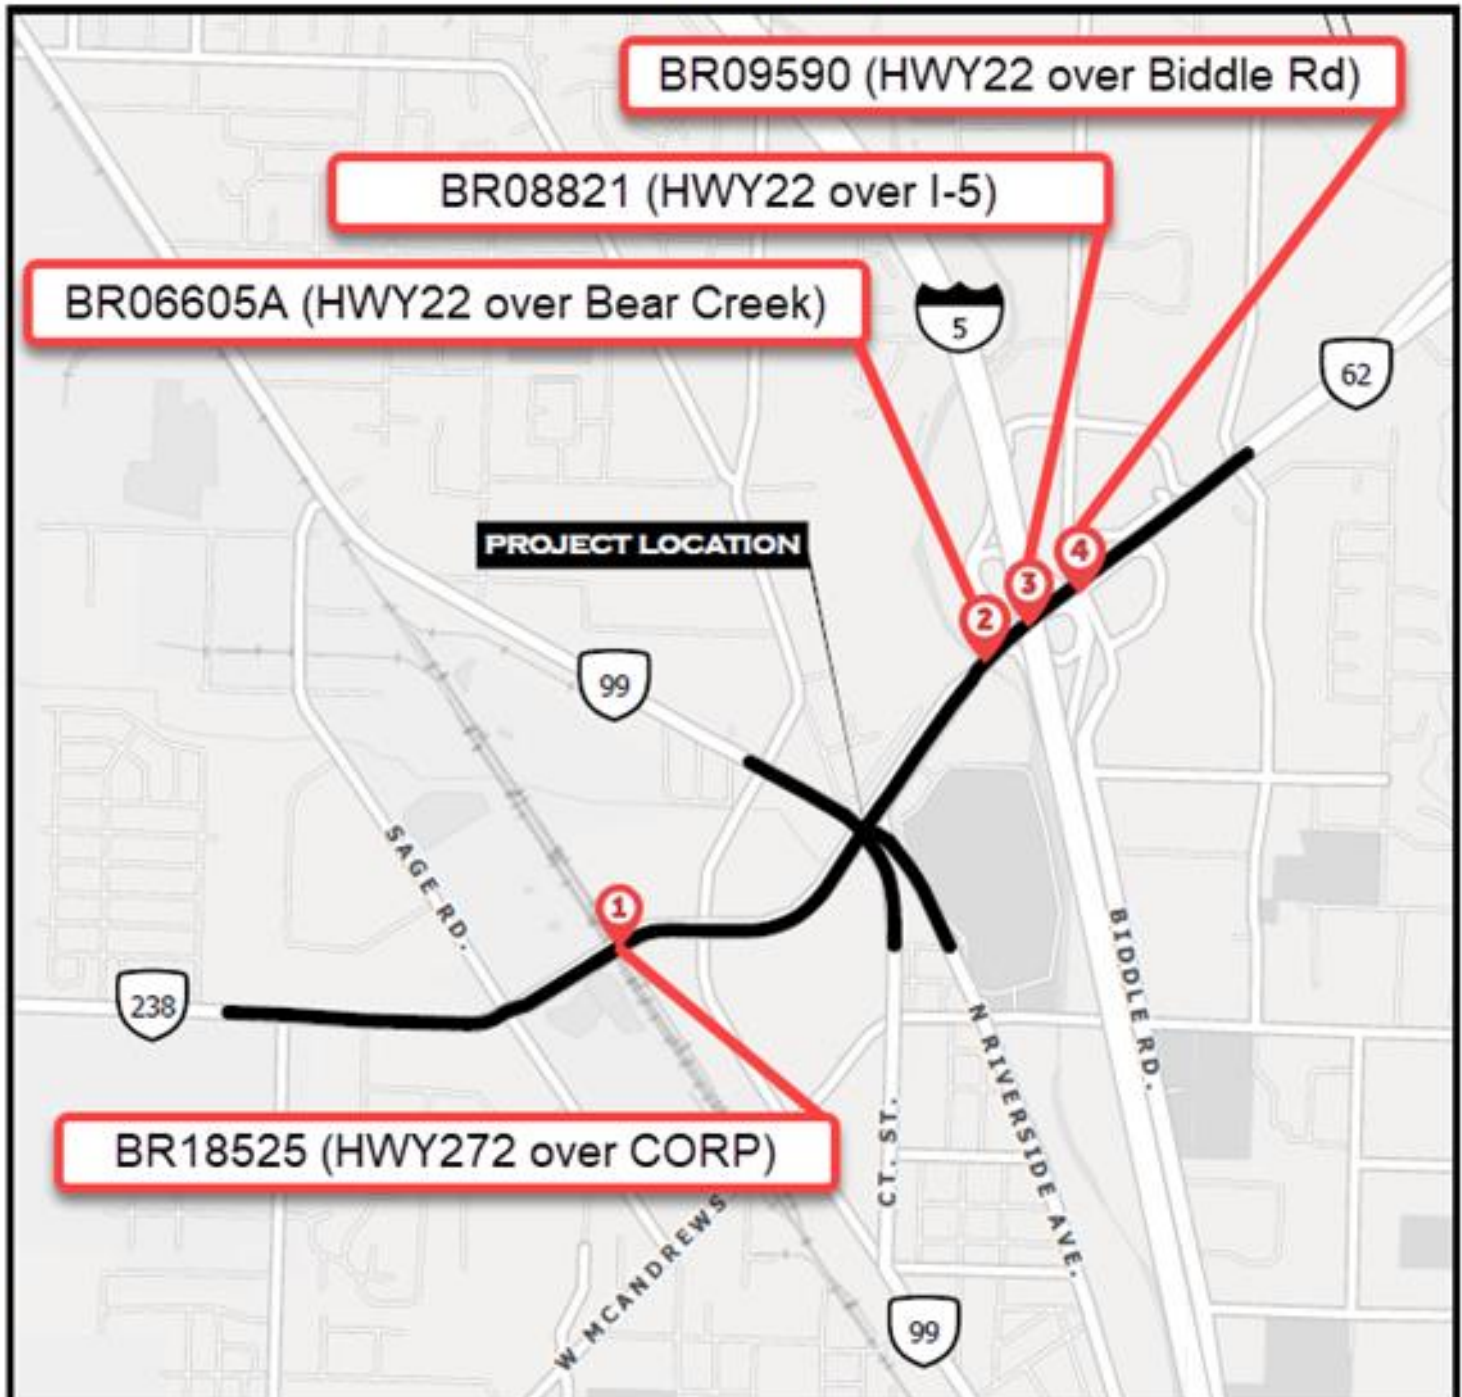 BR09590 (HWY22 over Biddle Rd)
BR08821 (HWY22 over I-5)
BR06605A (HWY22 over Bear Creek)
5
62
PROJECT LOCATION
4
3
2
99
SAGE RD.
1
238
BIDDLE RD.
N RIVERSIDE AVE.
CT. ST.
BR18525 (HWY272 over CORP)
W MCANDREWS
99